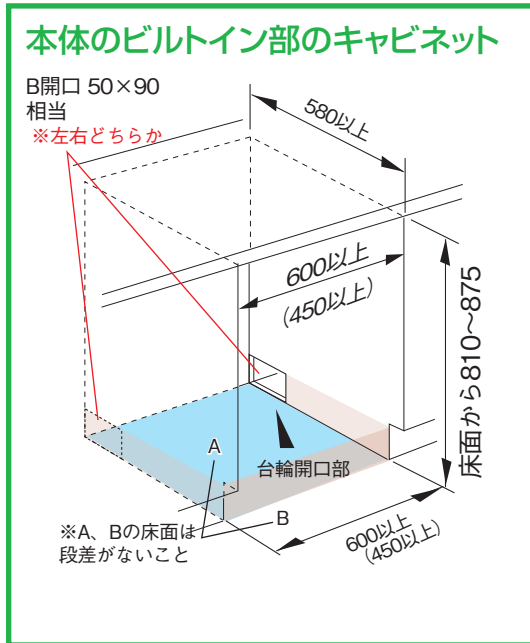 本体のビルトイン部のキャビネット
B開口 50×90
相当
※左右どちらか
580以上
600以上
(450以上)
床面から810〜875
A
台輪開口部
B
※A、Bの床面は
段差がないこと
600以上
(450以上)